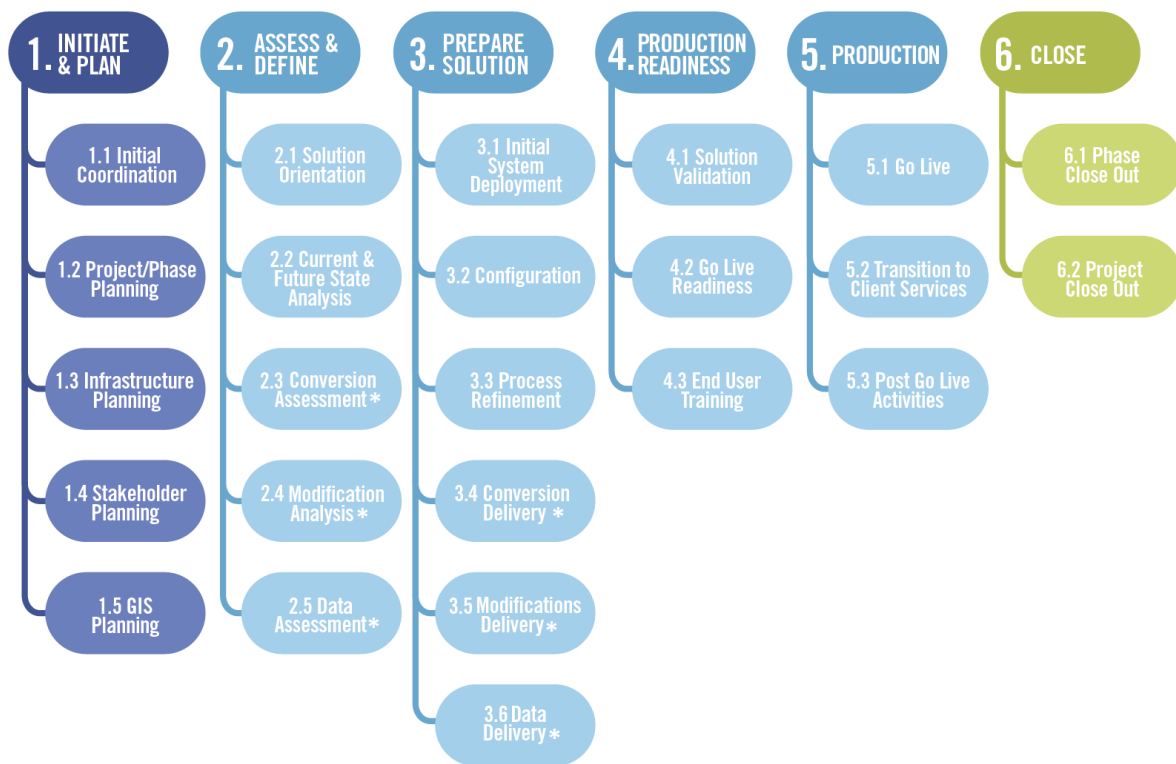 1. INITIATE
& PLAN
1.1 Initial
Coordination
1.2 Project/Phase
Planning
1.3 Infrastructure
Planning
1.4 Stakeholder
Planning
1.5 GIS
Planning
2. ASSESS &
DEFINE
2.1 Solution
Orientation
2.2 Current &
Future State
Analysis
2.3 Conversion
Assessment*
2.4 Modification
Analysis*
2.5 Data
Assessment*
3. PREPARE
SOLUTION
3.1 Initial
System
Deployment
3.2 Configuration
3.3 Process
Refinement
3.4 Conversion
Delivery *
3.5 Modifications
Delivery*
3.6 Data
Delivery*
4. PRODUCTION
READINESS
4.1 Solution
Validation
4.2 Go Live
Readiness
4.3 End User
Training
5. PRODUCTION
5.1 Go Live
5.2 Transition to
Client Services
5.3 Post Go Live
Activities
6. CLOSE
6.1 Phase
Close Out
6.2 Project
Close Out